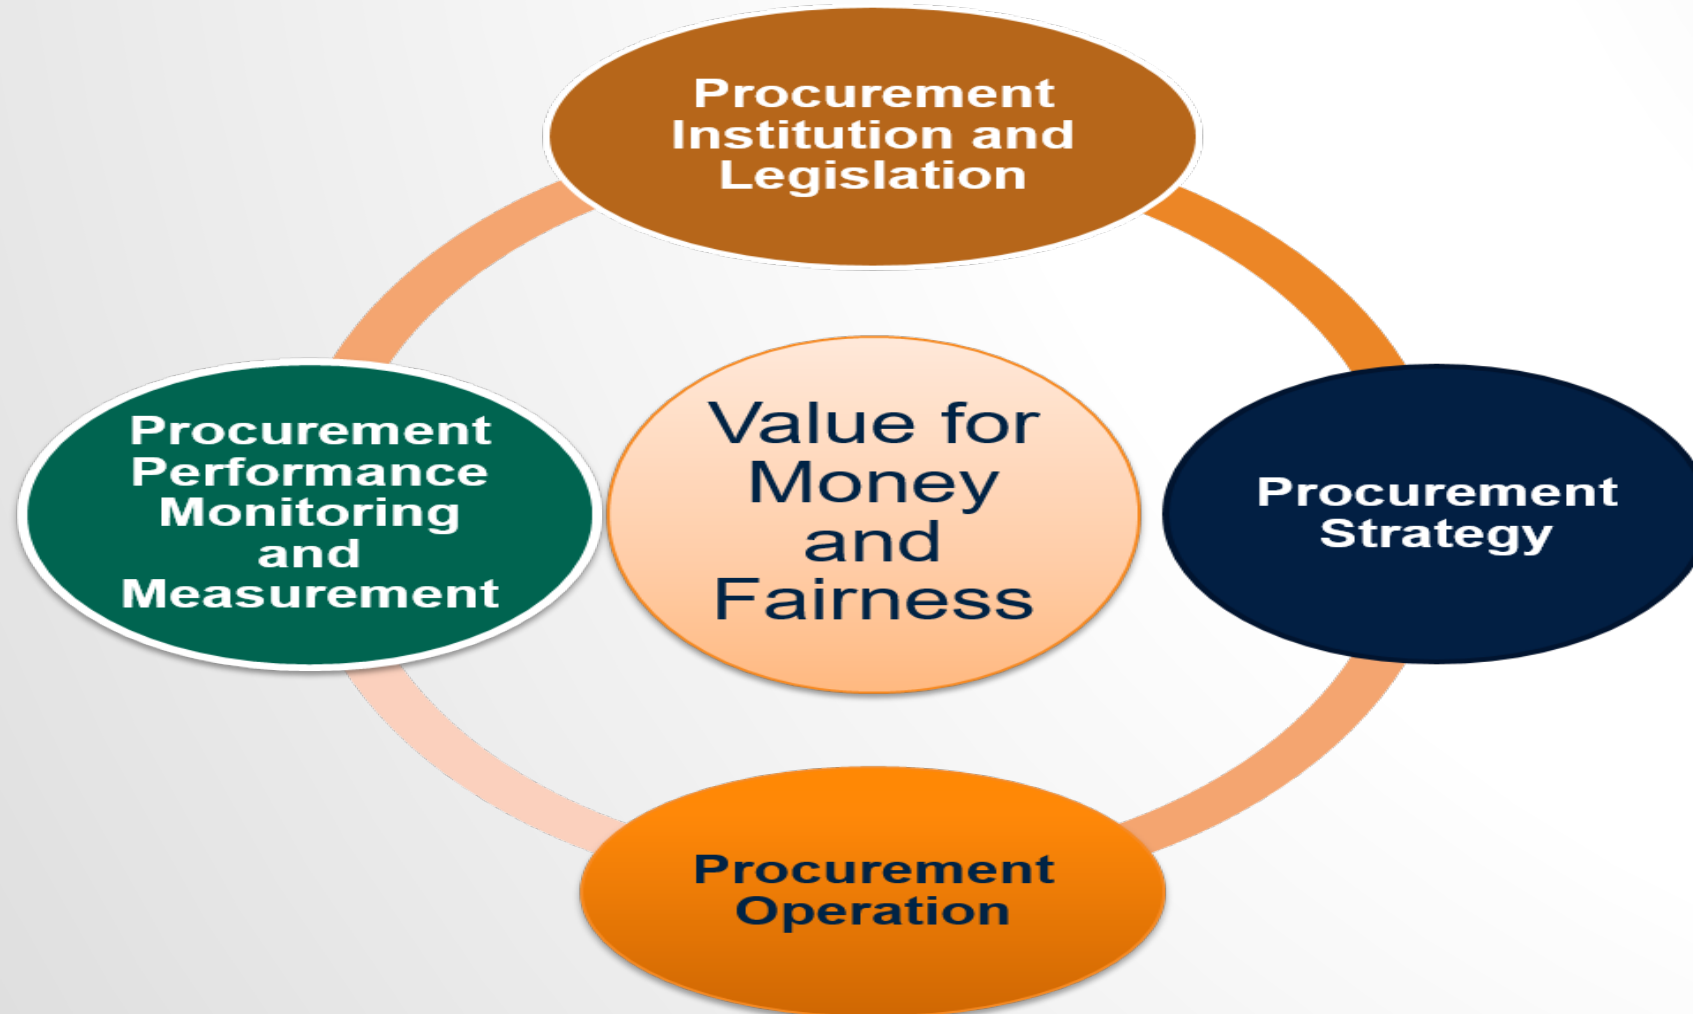 Procurement
Institution and
Legislation
Procurement
Performance
Monitoring
and
Measurement
Value for
Money
and
Fairness
Procurement
Strategy
Procurement
Operation